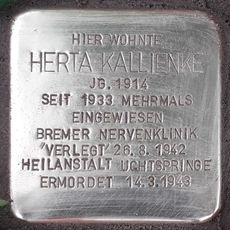 HIER WOHNTE
HERTA KALLIENKE
JG. 1914
SEIT 1933 MEHRMALS
EINGEWIESEN
BREMER NERVENKLINIK
'VERLEGT' 26.8.1942
HEILANSTALT UCHTSPRINGE
ERMORDET 14.3.1943